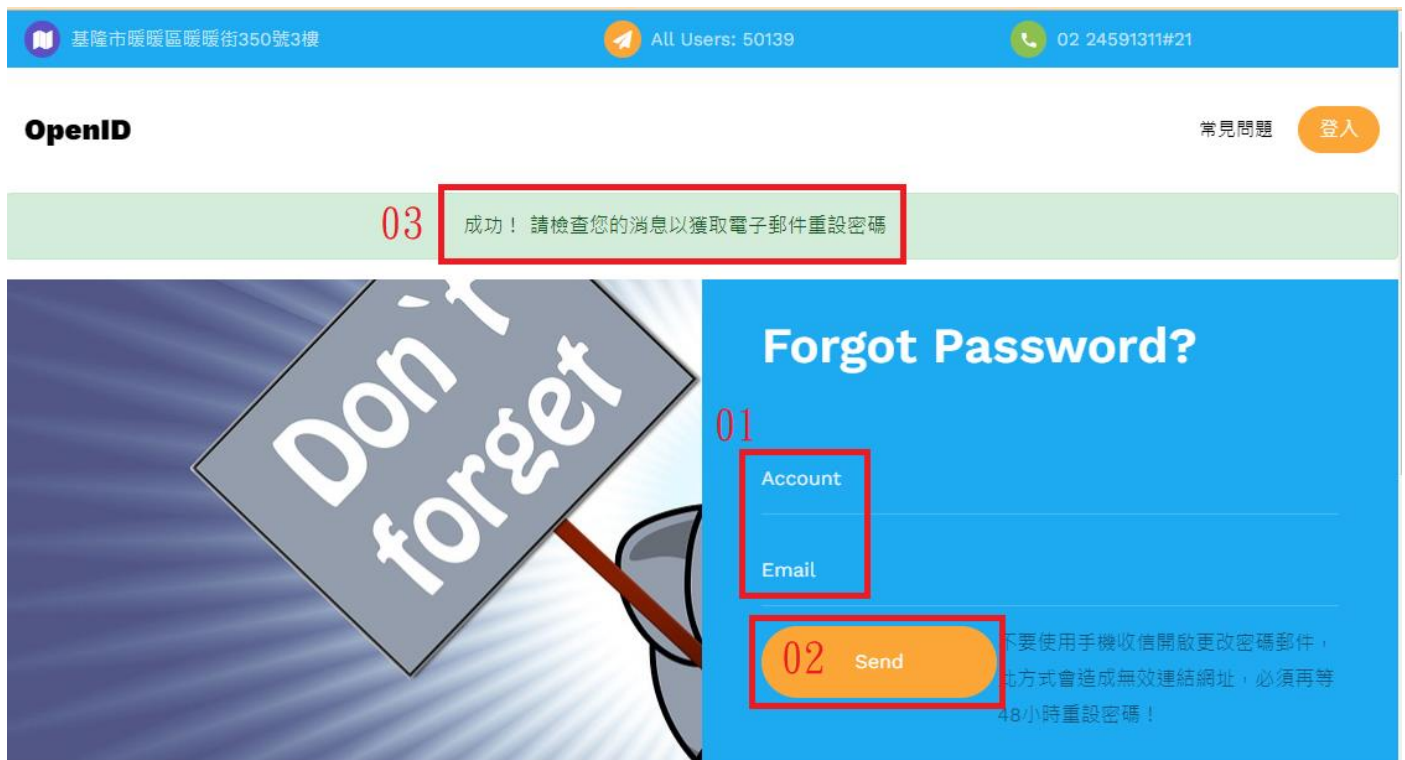 基隆市暖暖區暖暖街350號3樓
All Users: 50139
02 24591311#21
OpenID
常見問題
登入
03
成功! 請檢查您的消息以獲取電子郵件重設密碼
Don`t
forget
Forgot Password?
01
Account
Email
02
Send
不要使用手機收信開啟更改密碼郵件，
此方式會造成無效連結網址，必須再等
48小時重設密碼！